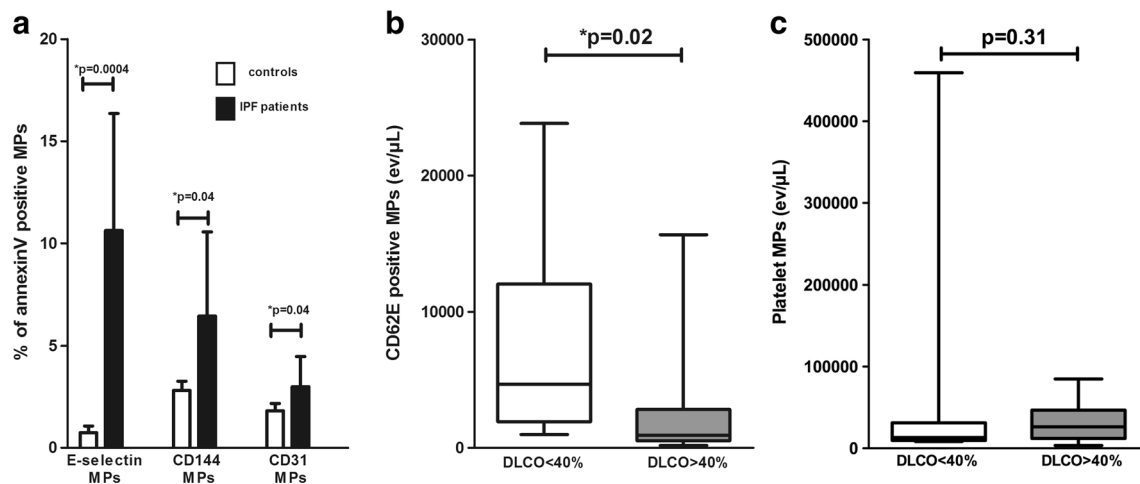 a
% of annexinV positive MPs
20
15
10
5
0
*p=0.0004
*p=0.04
*p=0.04
controls
IPF patients
E-selectin MPs
CD144 MPs
CD31 MPs
b
CD62E positive MPs (ev/µL)
30000
20000
10000
0
*p=0.02
DLCO<40%
DLCO>40%
c
Platelet MPs (ev/µL)
500000
400000
300000
200000
100000
0
p=0.31
DLCO<40%
DLCO>40%